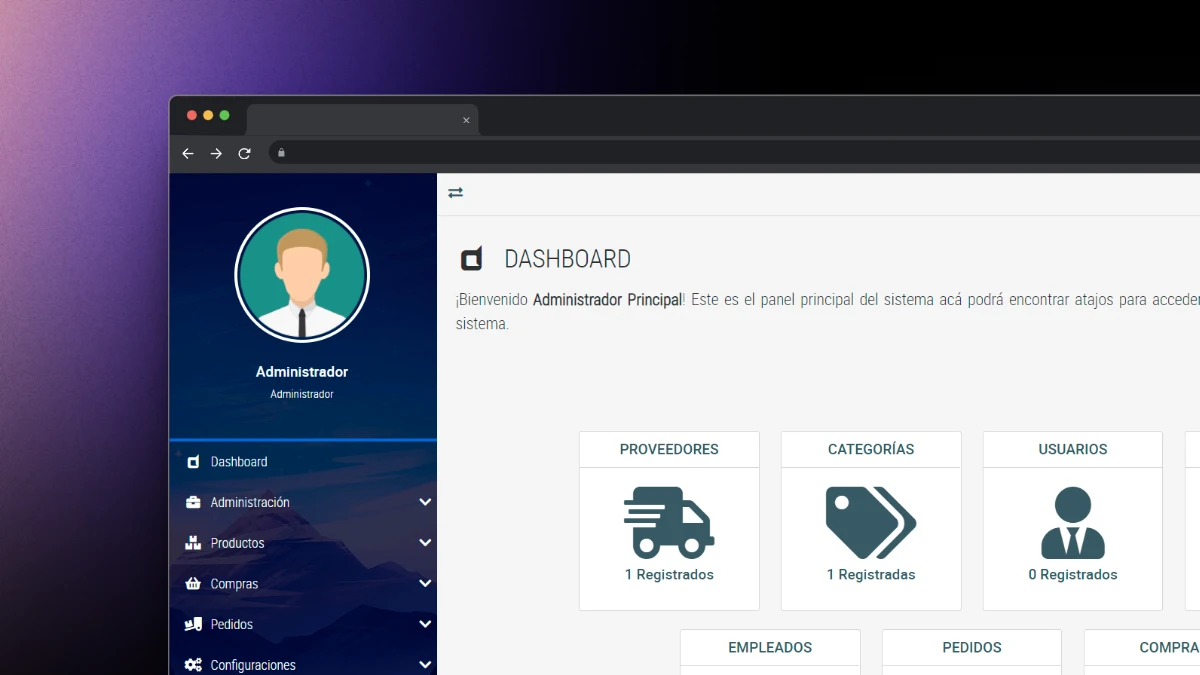 Administrador
Administrador
Dashboard
Administración
Productos
Compras
Pedidos
Configuraciones
DASHBOARD
¡Bienvenido Administrador Principal! Este es el panel principal del sistema acá podrá encontrar atajos para acceder
sistema.
PROVEEDORES
1 Registrados
CATEGORÍAS
1 Registradas
USUARIOS
0 Registrados
EMPLEADOS
PEDIDOS
COMPRA